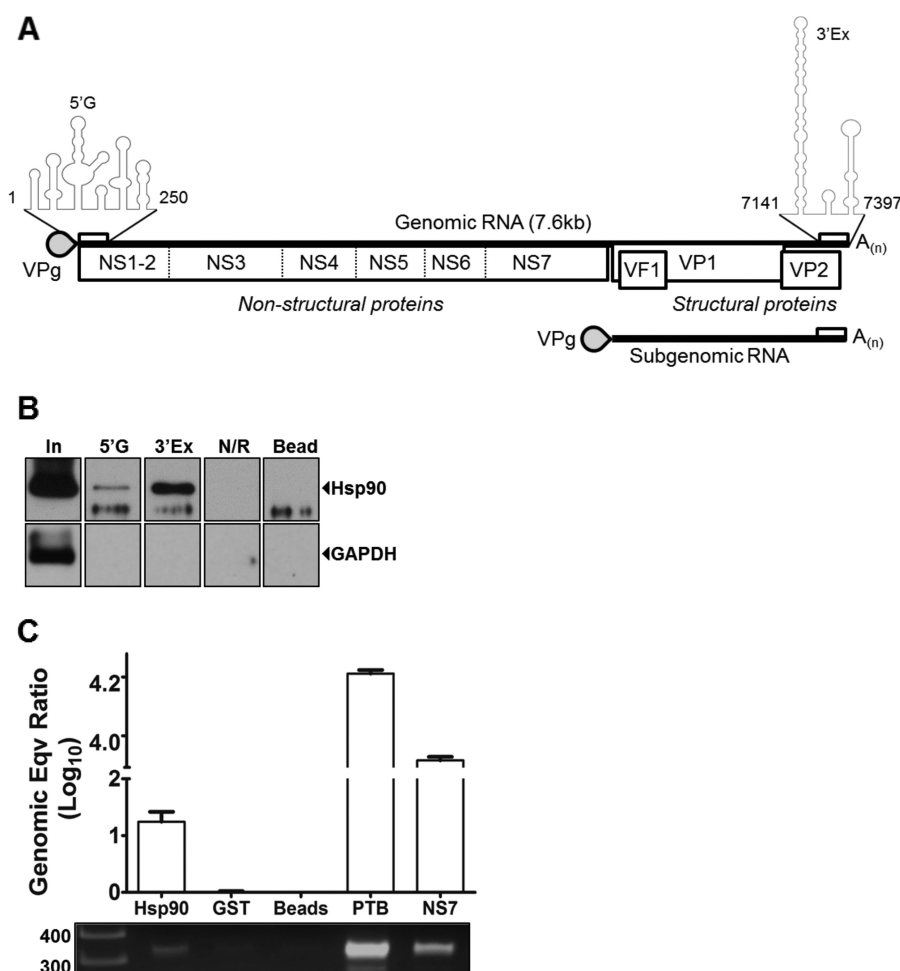 A
5'G
3'Ex
1
250
7141
7397
Genomic RNA (7.6kb)
A(n)
VPg
NS1-2 NS3 NS4 NS5 NS6 NS7 VF1 VP1 VP2
Non-structural proteins
Structural proteins
VPg
A(n)
Subgenomic RNA
B
In 5'G 3'Ex N/R Bead
Hsp90
GAPDH
C
Genomic Eqv Ratio
(Log10)
4.2
4.0
2
1
0
Hsp90 GST Beads PTB NS7
400
300